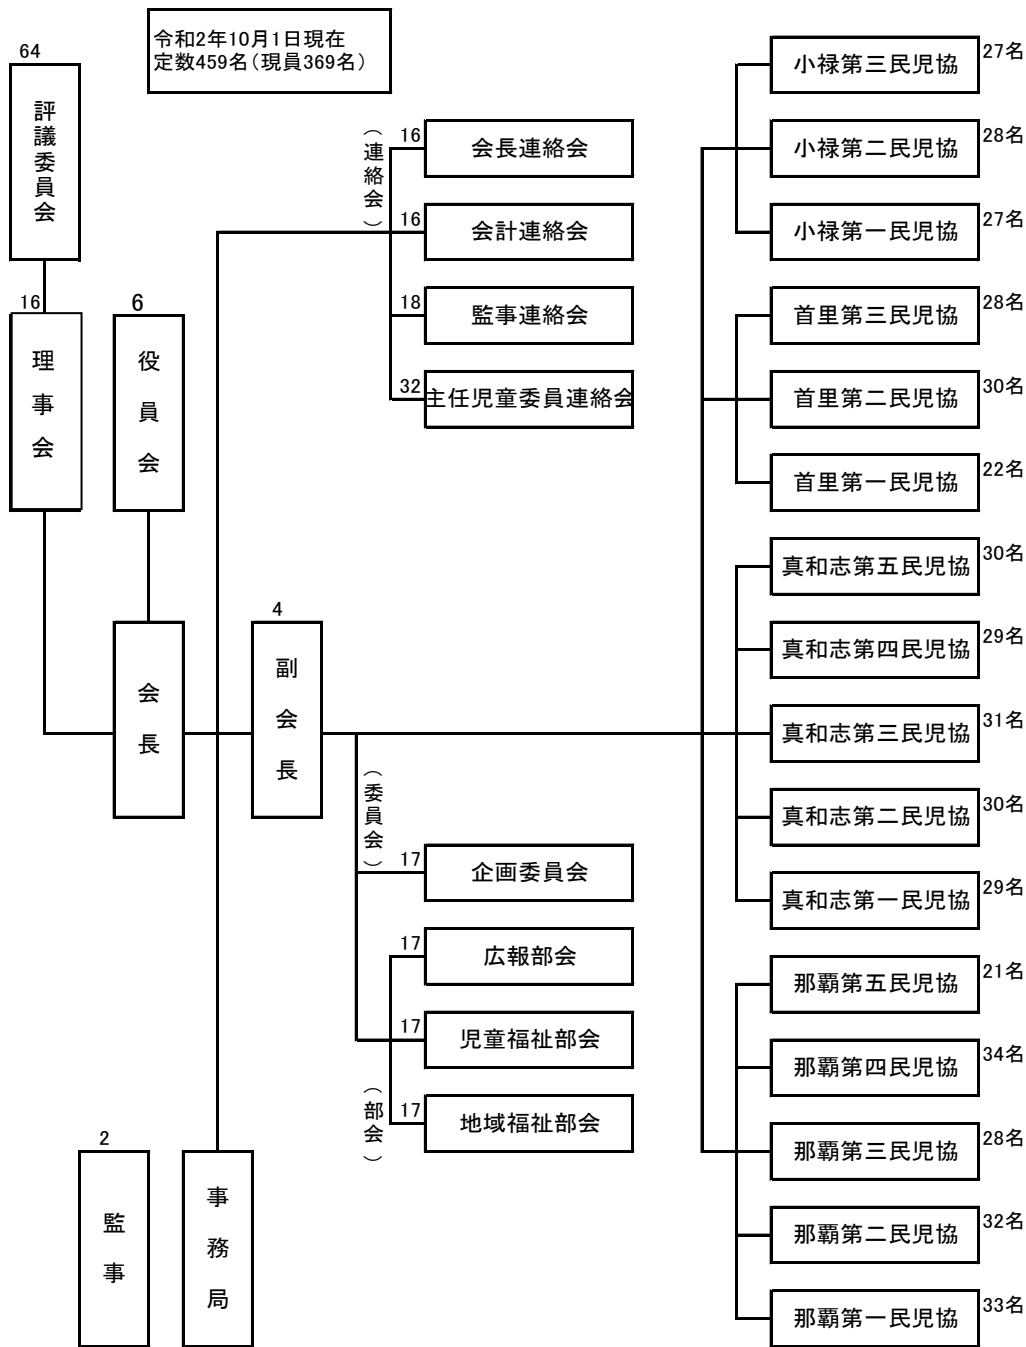 令和2年10月1日現在
定数459名(現員369名)
64
評議委員会
16
理事会
6
役員会
会長
4
副会長
2
監事
事務局
(連絡会)
16
会長連絡会
16
会計連絡会
18
監事連絡会
32
主任児童委員連絡会
(委員会)
17
企画委員会
17
広報部会
17
児童福祉部会
(部会)
17
地域福祉部会
小禄第三民児協
27名
小禄第二民児協
28名
小禄第一民児協
27名
首里第三民児協
28名
首里第二民児協
30名
首里第一民児協
22名
真和志第五民児協
30名
真和志第四民児協
29名
真和志第三民児協
31名
真和志第二民児協
30名
真和志第一民児協
29名
那覇第五民児協
21名
那覇第四民児協
34名
那覇第三民児協
28名
那覇第二民児協
32名
那覇第一民児協
33名